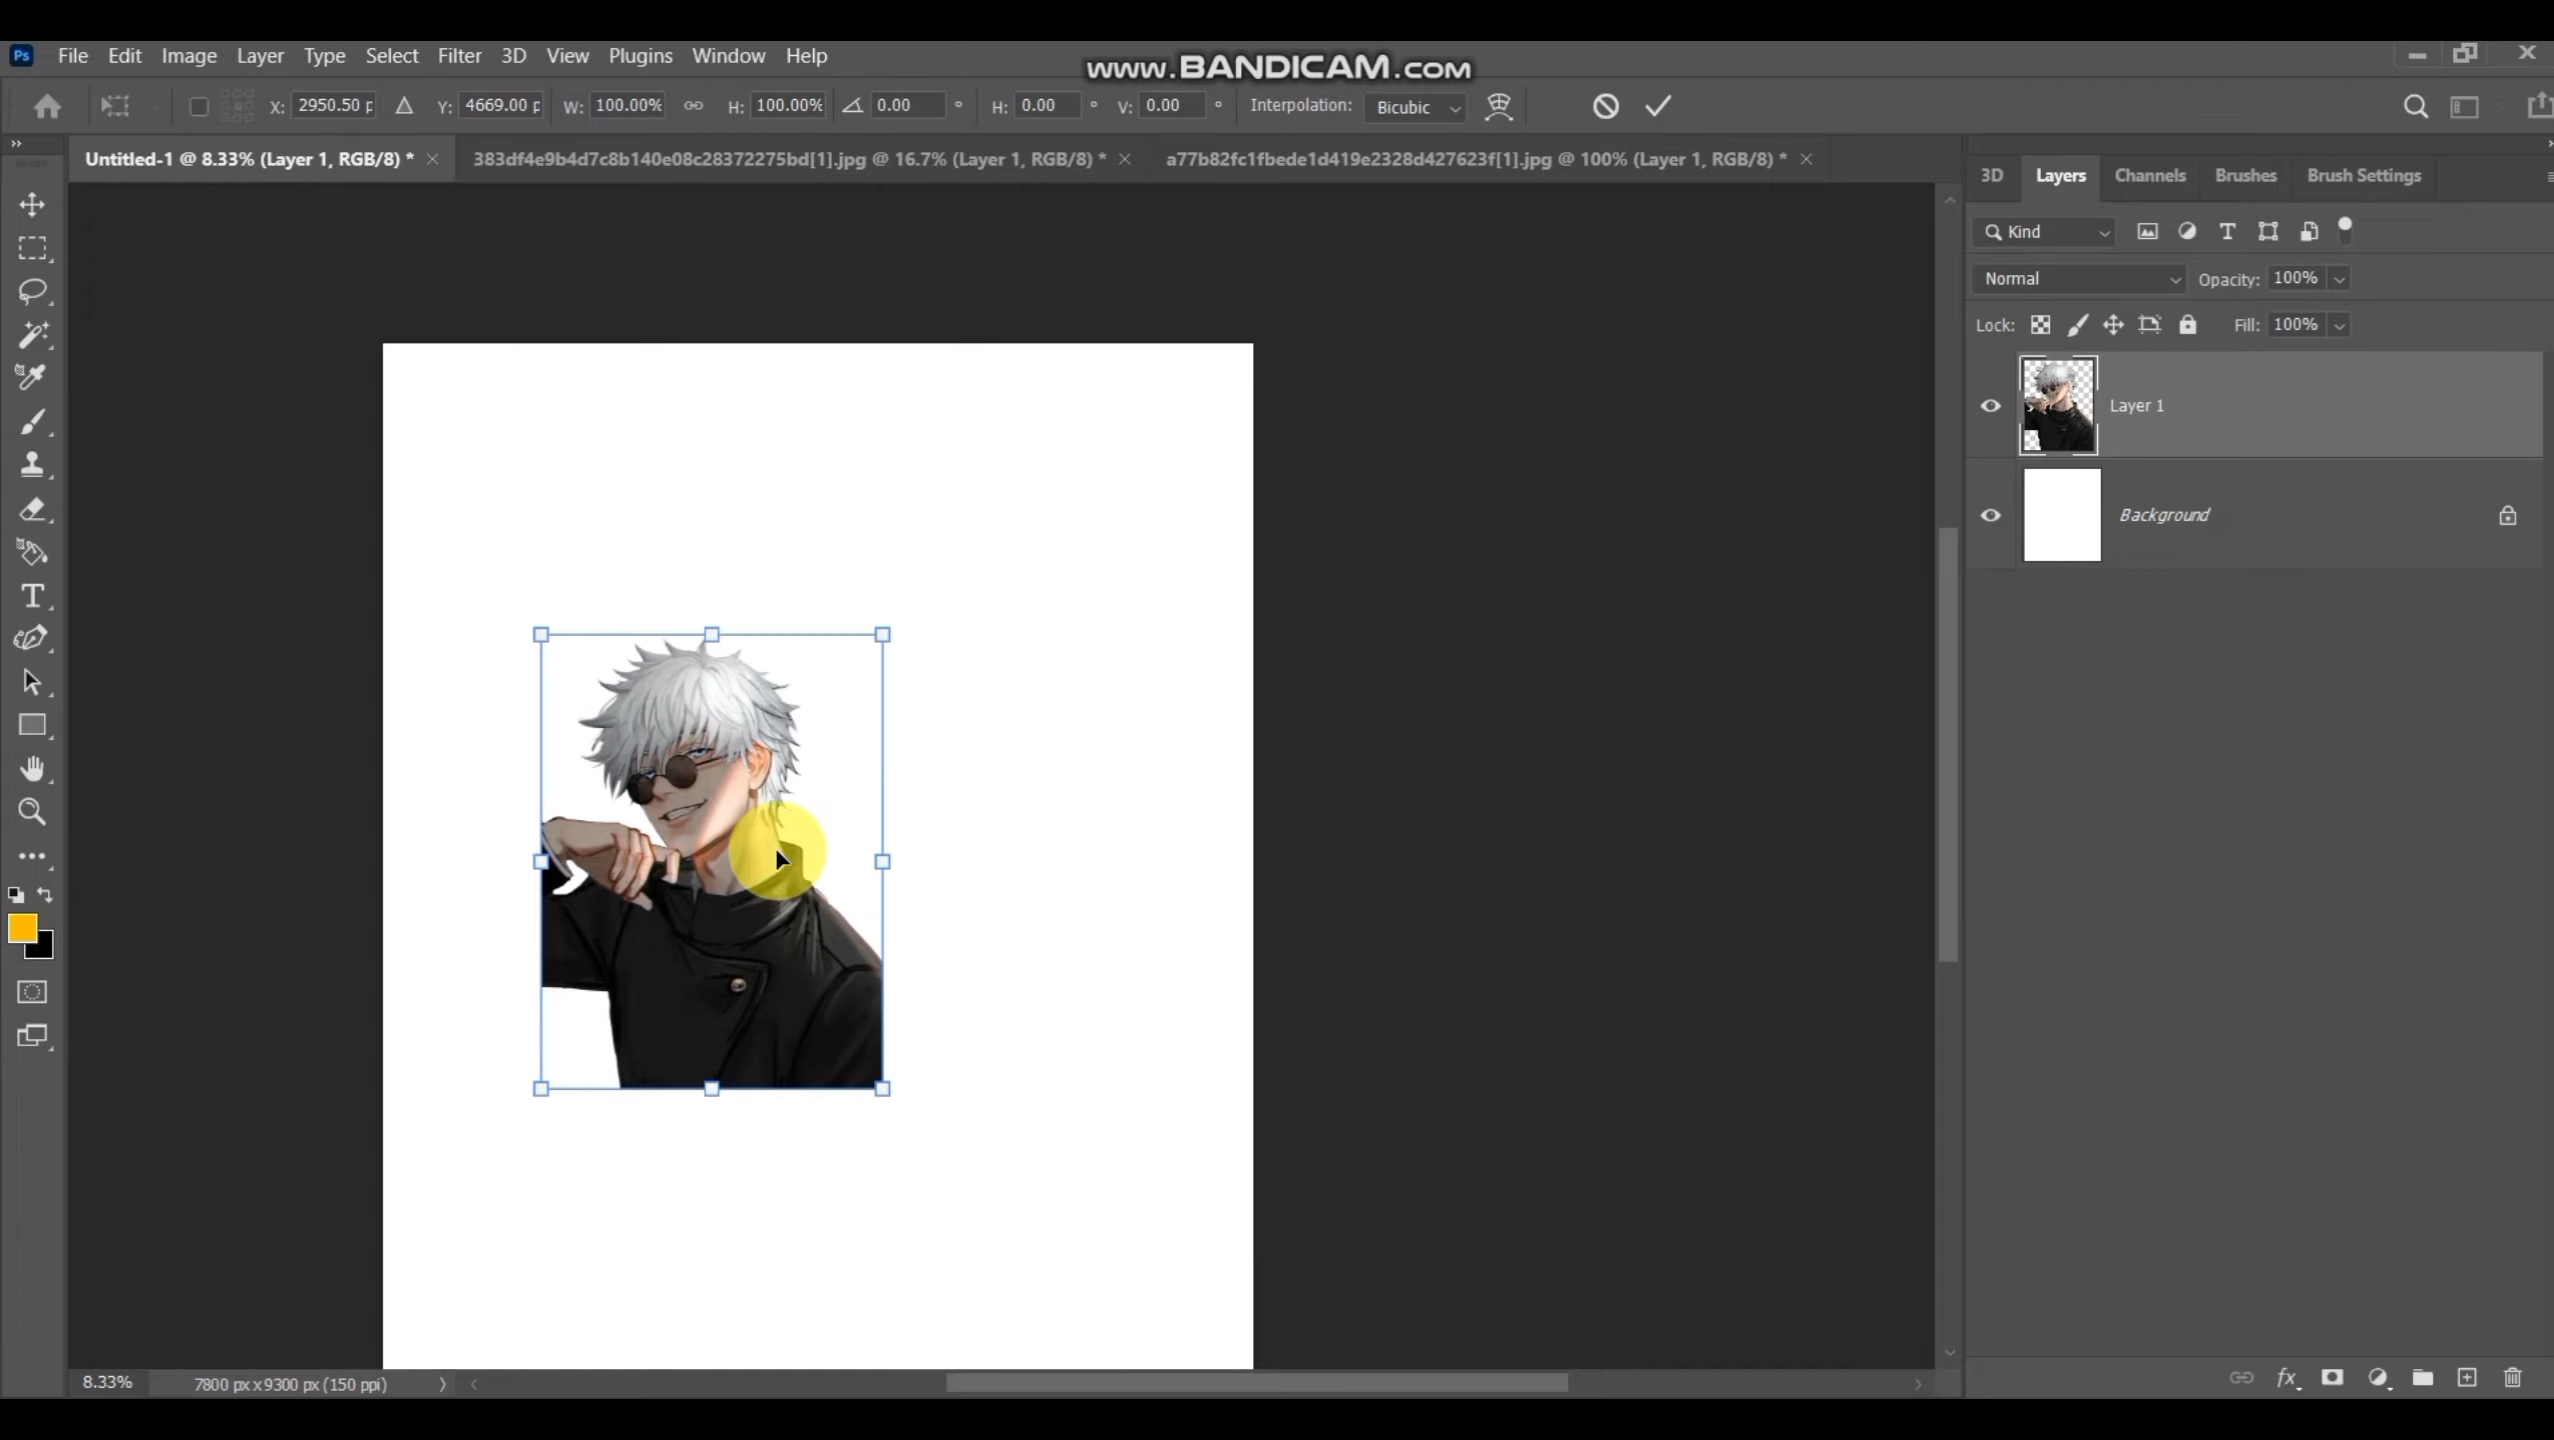 Ps File Edit Image Layer Type Select Filter 3D View Plugins Window Help
www.BANDICAM.com
X: 2950.50 p Y: 4669.00 p W: 100.00% H: 100.00% 0.00 ° H: 0.00 ° V: 0.00 ° Interpolation: Bicubic
Untitled-1 @ 8.33% (Layer 1, RGB/8) * 383df4e9b4d7c8b140e08c28372275bd[1].jpg @ 16.7% (Layer 1, RGB/8) * a77b82fc1fbede1d419e2328d427623f[1].jpg @ 100% (Layer 1, RGB/8) *
3D Layers Channels Brushes Brush Settings
Kind
Normal Opacity: 100%
Lock: Fill: 100%
Layer 1
Background
8.33% 7800 px x 9300 px (150 ppi)
fx